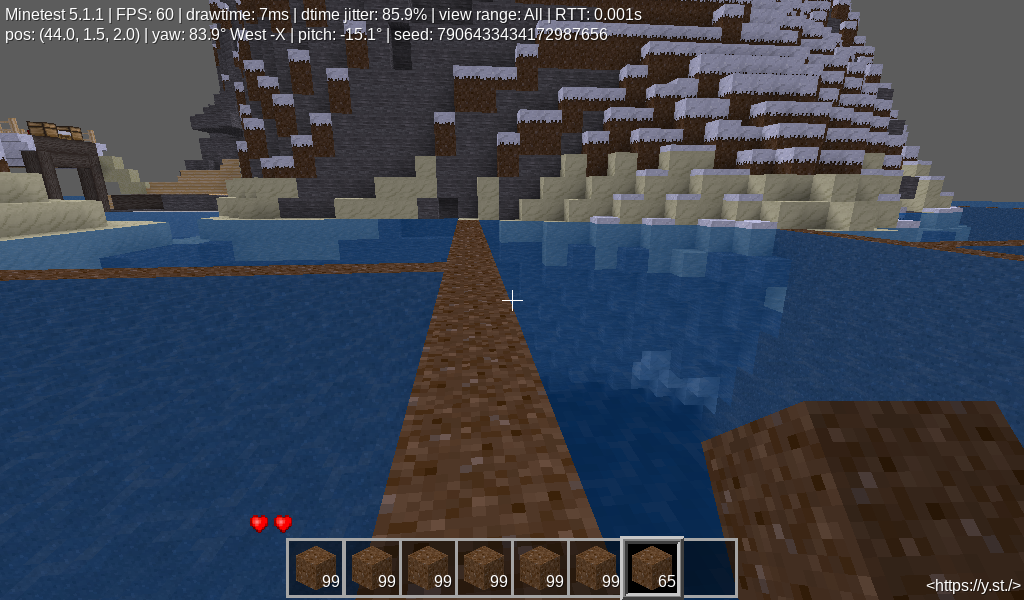 Minetest 5.1.1 | FPS: 60 | drawtime: 7ms | dtime jitter: 85.9% | view range: All | RTT: 0.001s
pos: (44.0, 1.5, 2.0) | yaw: 83.9° West -X | pitch: -15.1° | seed: 7906433434172987656
99 99 99 99 99 99 65
<https://y.st./>